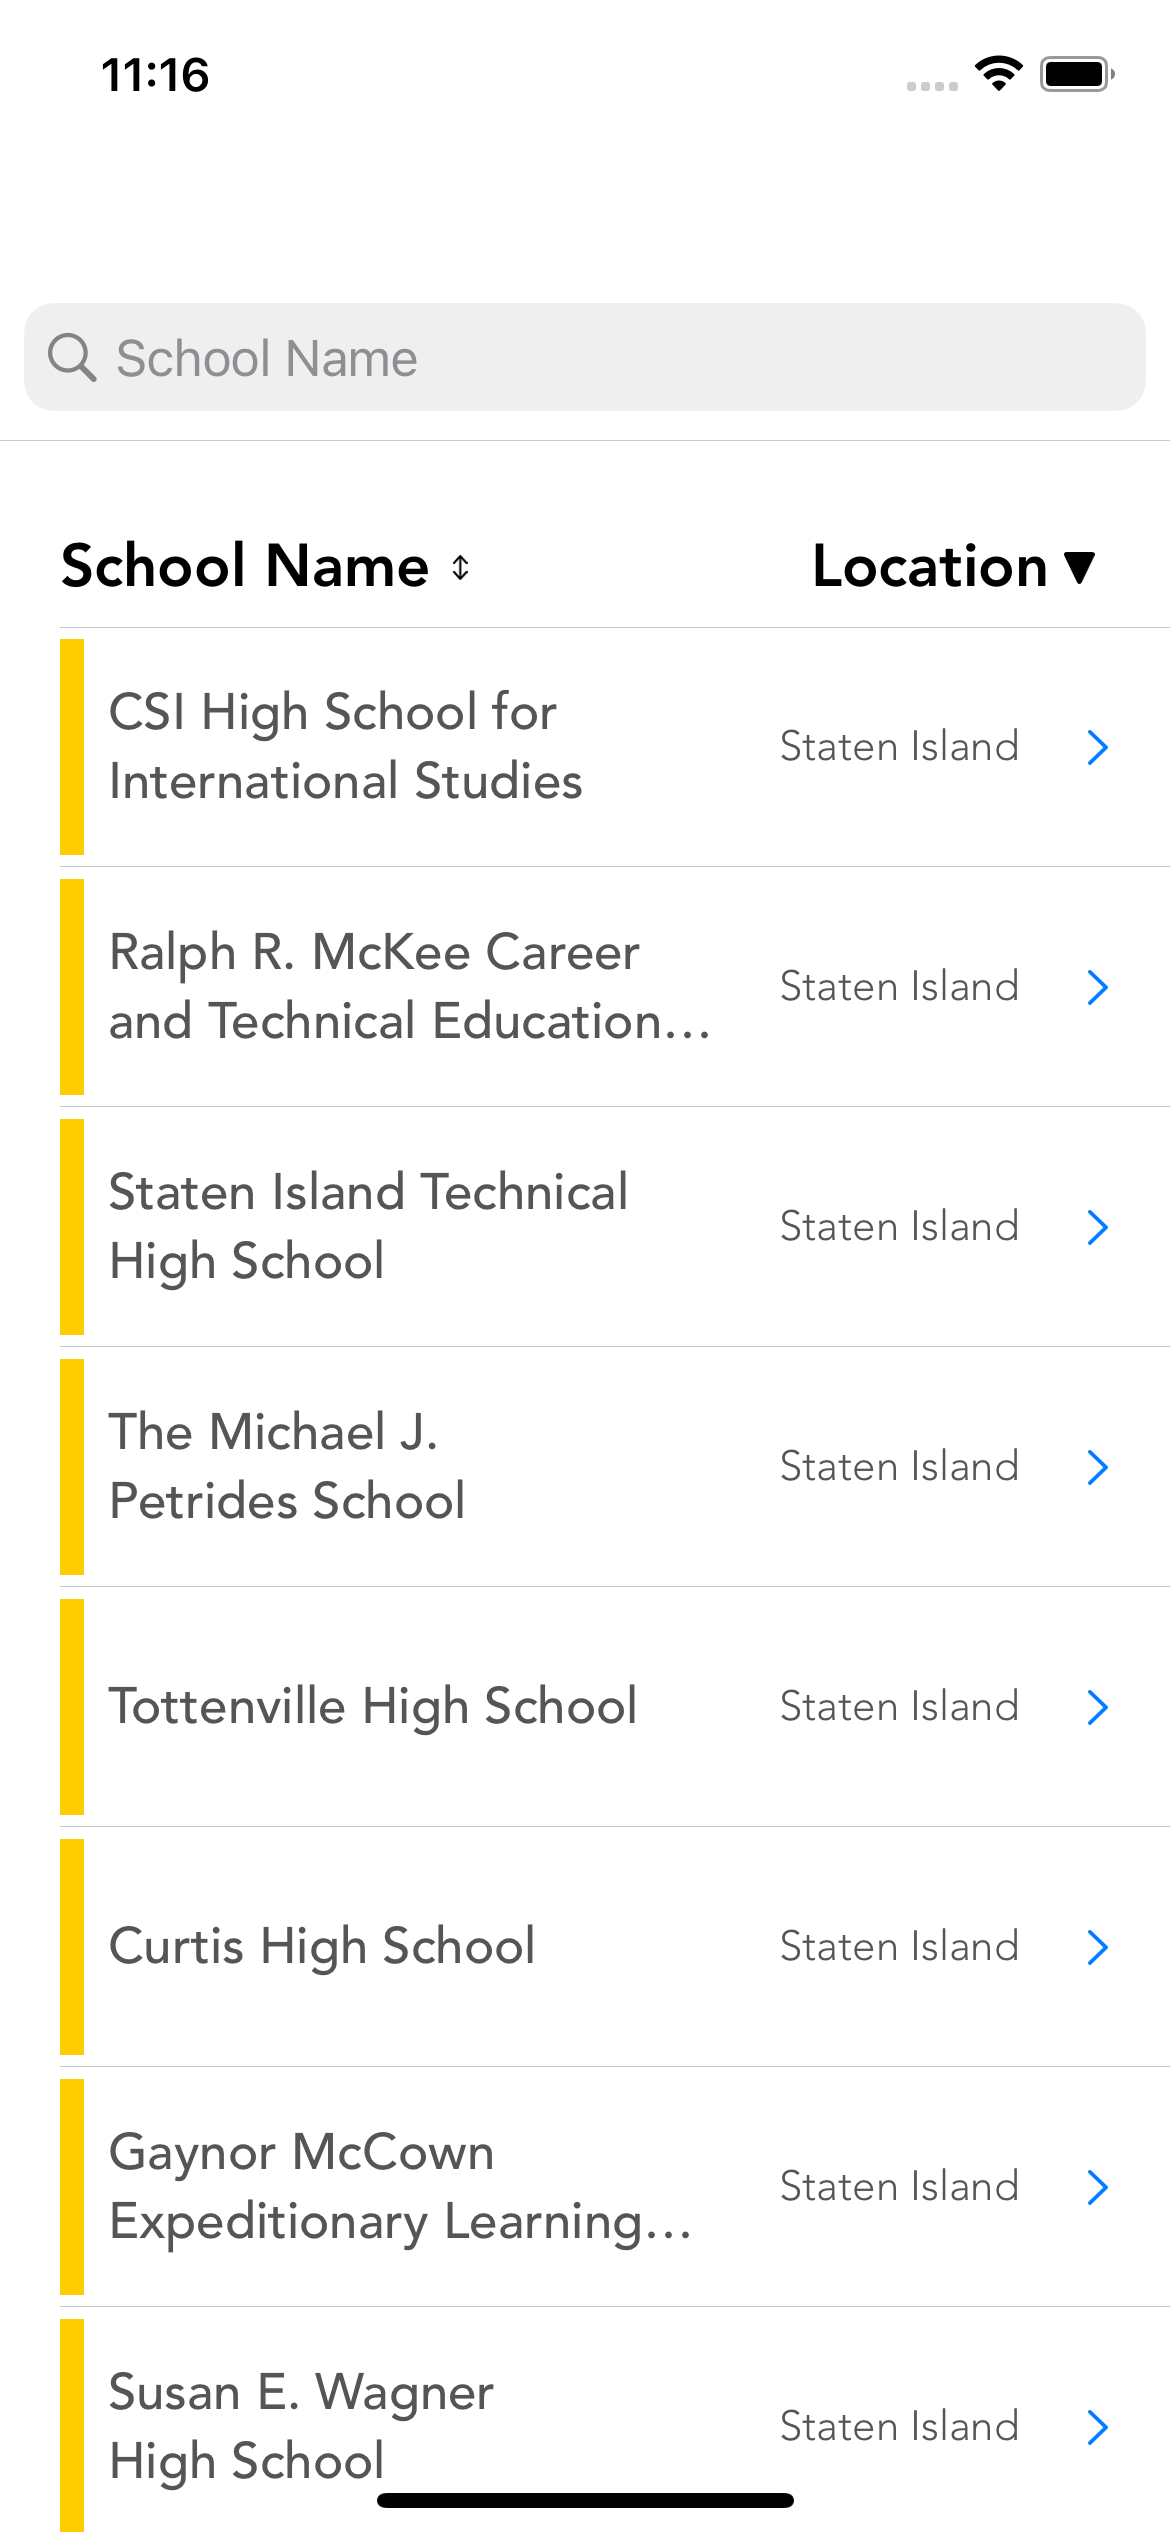 11:16
School Name
School Name ↕ Location ▼
CSI High School for
International Studies
Staten Island
Ralph R. McKee Career
and Technical Education...
Staten Island
Staten Island Technical
High School
Staten Island
The Michael J.
Petrides School
Staten Island
Tottenville High School
Staten Island
Curtis High School
Staten Island
Gaynor McCown
Expeditionary Learning...
Staten Island
Susan E. Wagner
High School
Staten Island